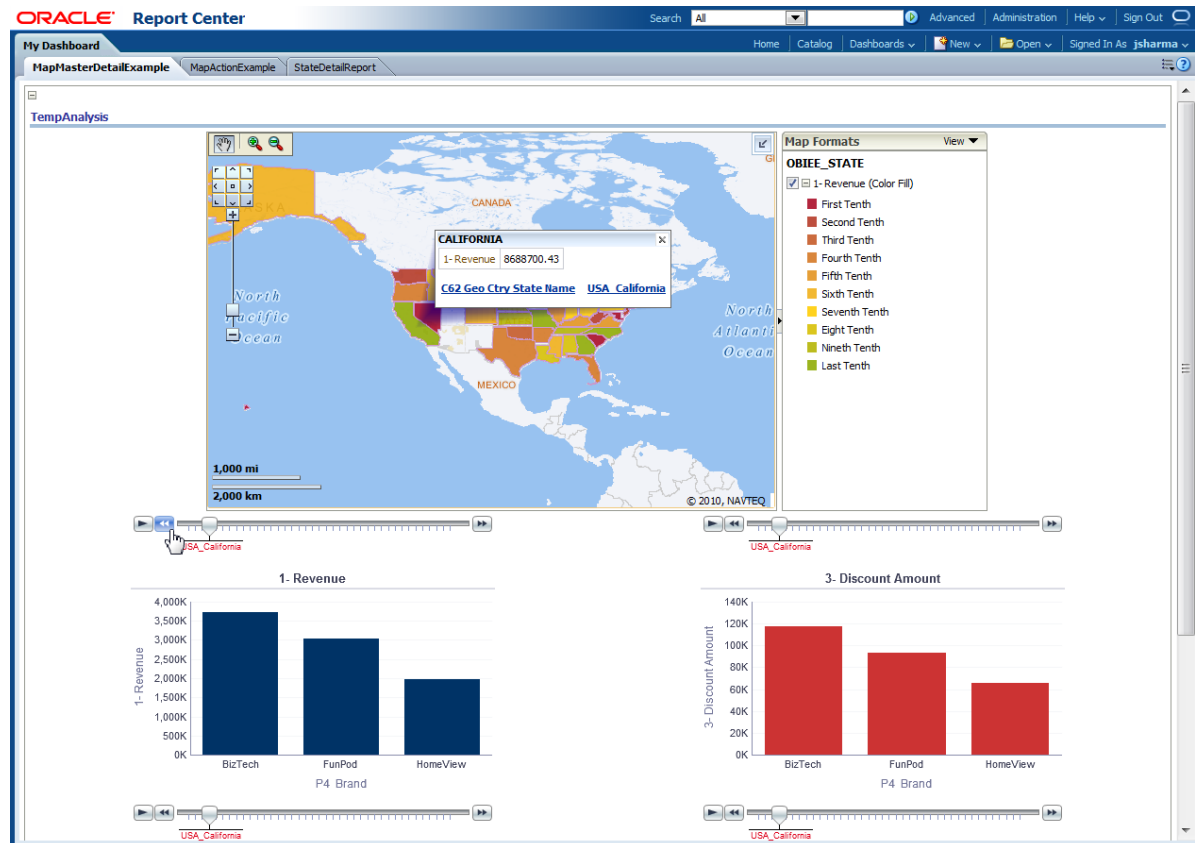 ORACLE Report Center
Search All Advanced Administration Help Sign Out
My Dashboard
Home Catalog Dashboards New Open Signed In As jsharma
MapMasterDetailExample MapActionExample StateDetailReport
TempAnalysis
ALASKA
CANADA
North
Pacific
Ocean
North
Atlanti
Ocean
MEXICO
CALIFORNIA
1- Revenue 8688700.43
C62 Geo Ctry State Name USA_California
1,000 mi
2,000 km
© 2010, NAVTEQ
Map Formats View
OBIEE_STATE
1- Revenue (Color Fill)
First Tenth
Second Tenth
Third Tenth
Fourth Tenth
Fifth Tenth
Sixth Tenth
Seventh Tenth
Eight Tenth
Nineth Tenth
Last Tenth
USA_California
USA_California
1- Revenue
4,000K
3,500K
3,000K
2,500K
2,000K
1,500K
1,000K
500K
0K
1- Revenue
BizTech FunPod HomeView
P4 Brand
3- Discount Amount
140K
120K
100K
80K
60K
40K
20K
0K
3- Discount Amount
BizTech FunPod HomeView
P4 Brand
USA_California
USA_California